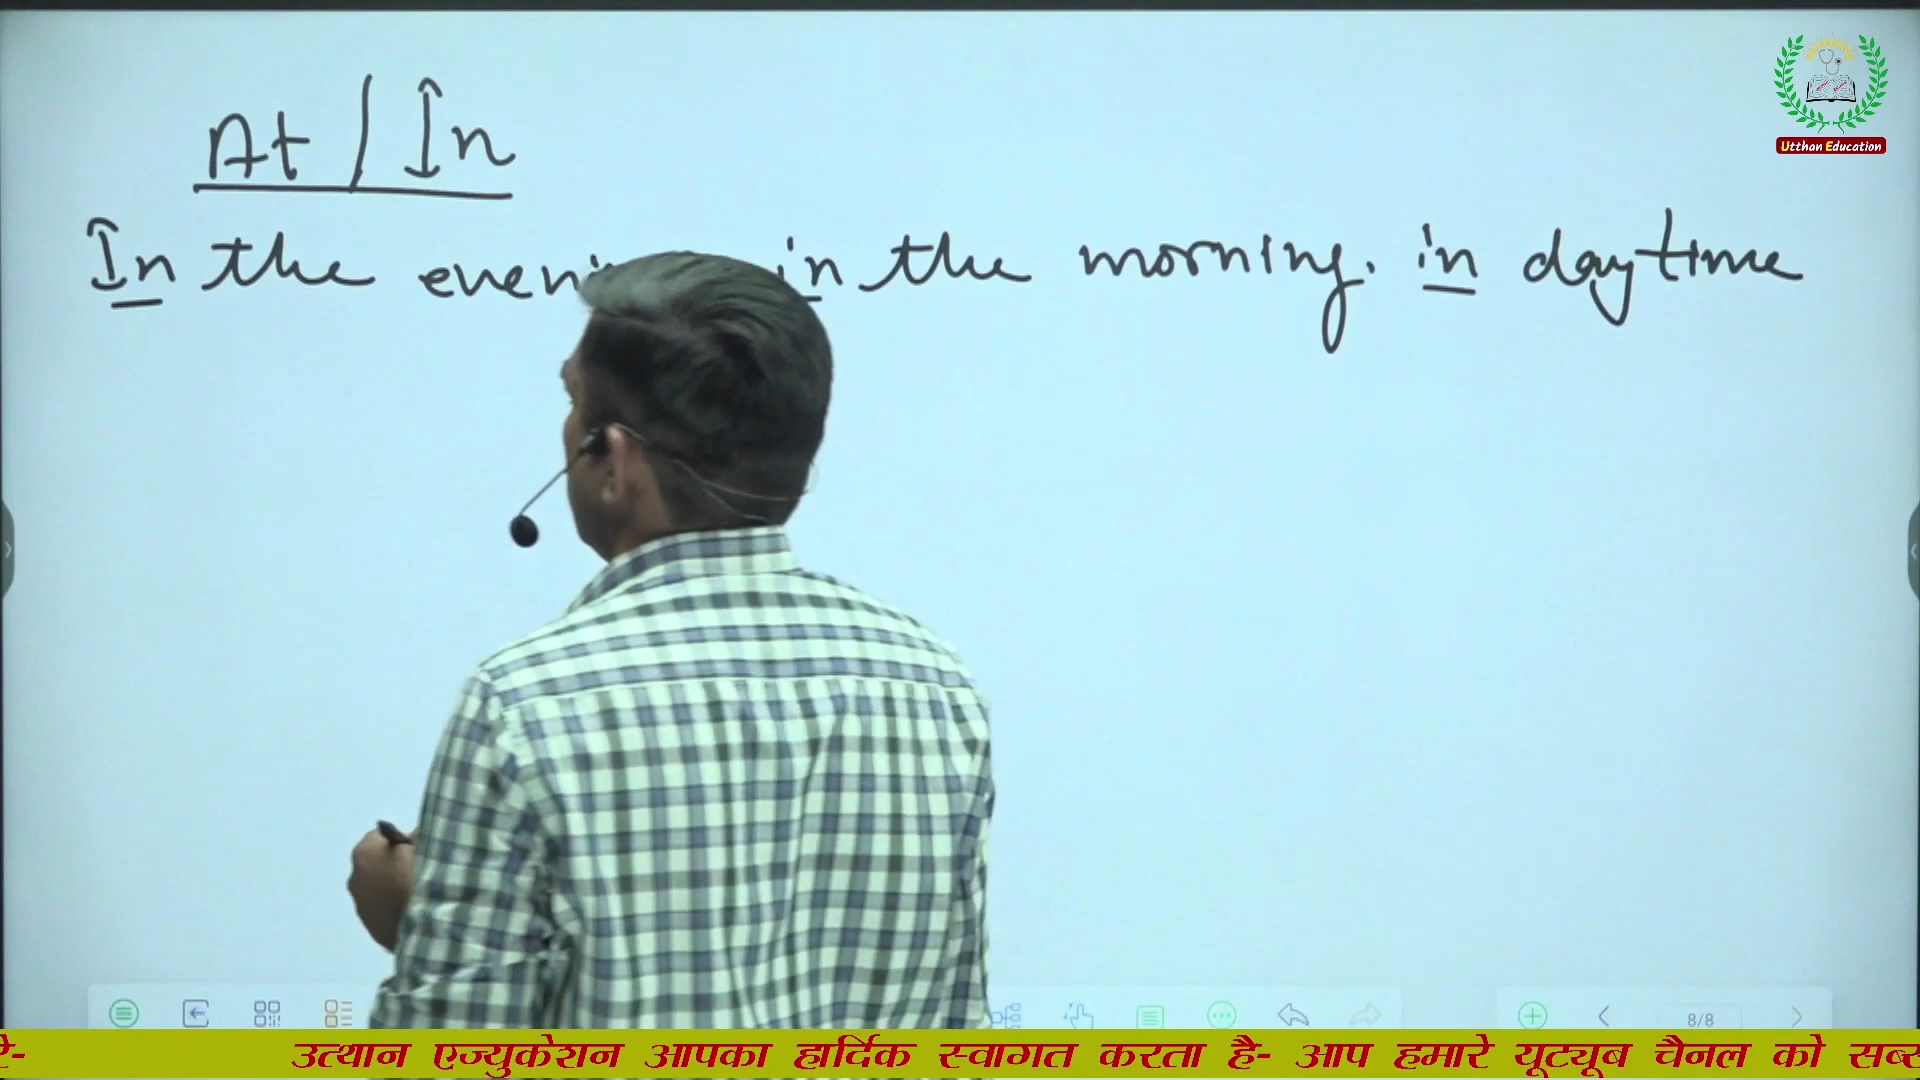 At / In
In the in the morning. in daytime
Utthan Education
8/8
उत्थान एज्युकेशन आपका हार्दिक स्वागत करता है- आप हमारे यूट्यूब चैनल को